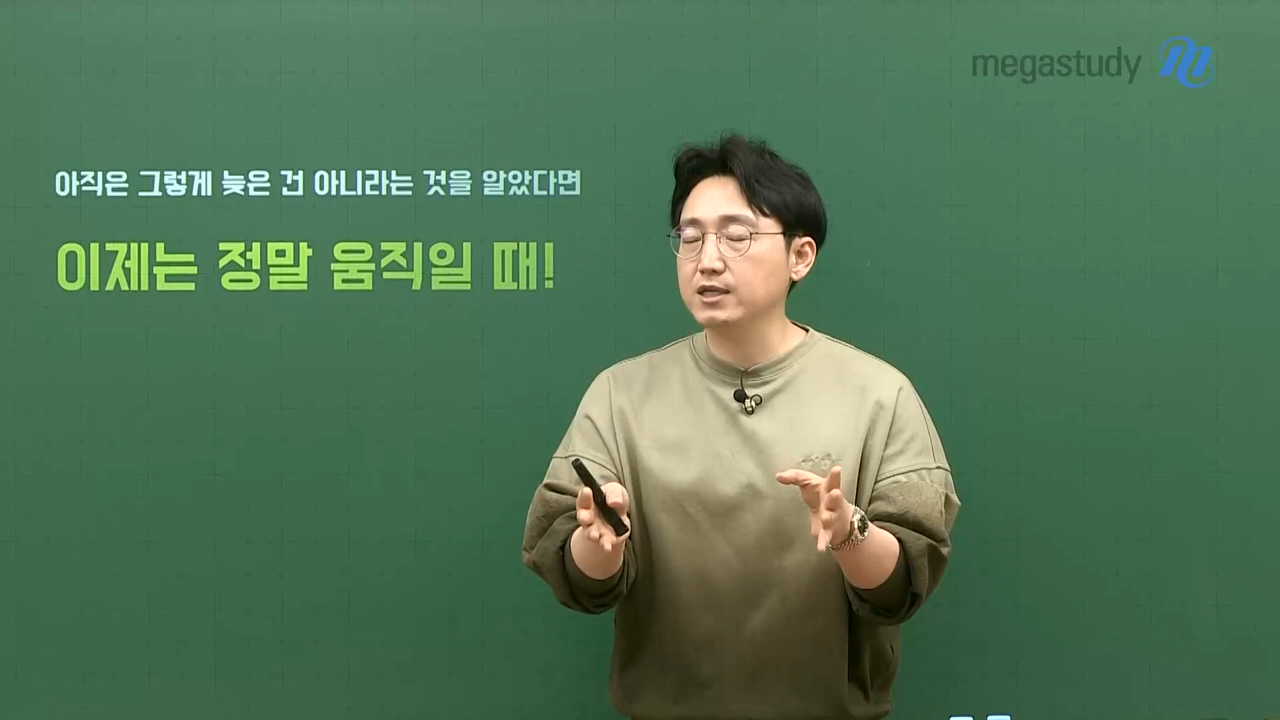 megastudy
아직은 그렇게 늦은 건 아니라는 것을 알았다면
이제는 정말 움직일 때!